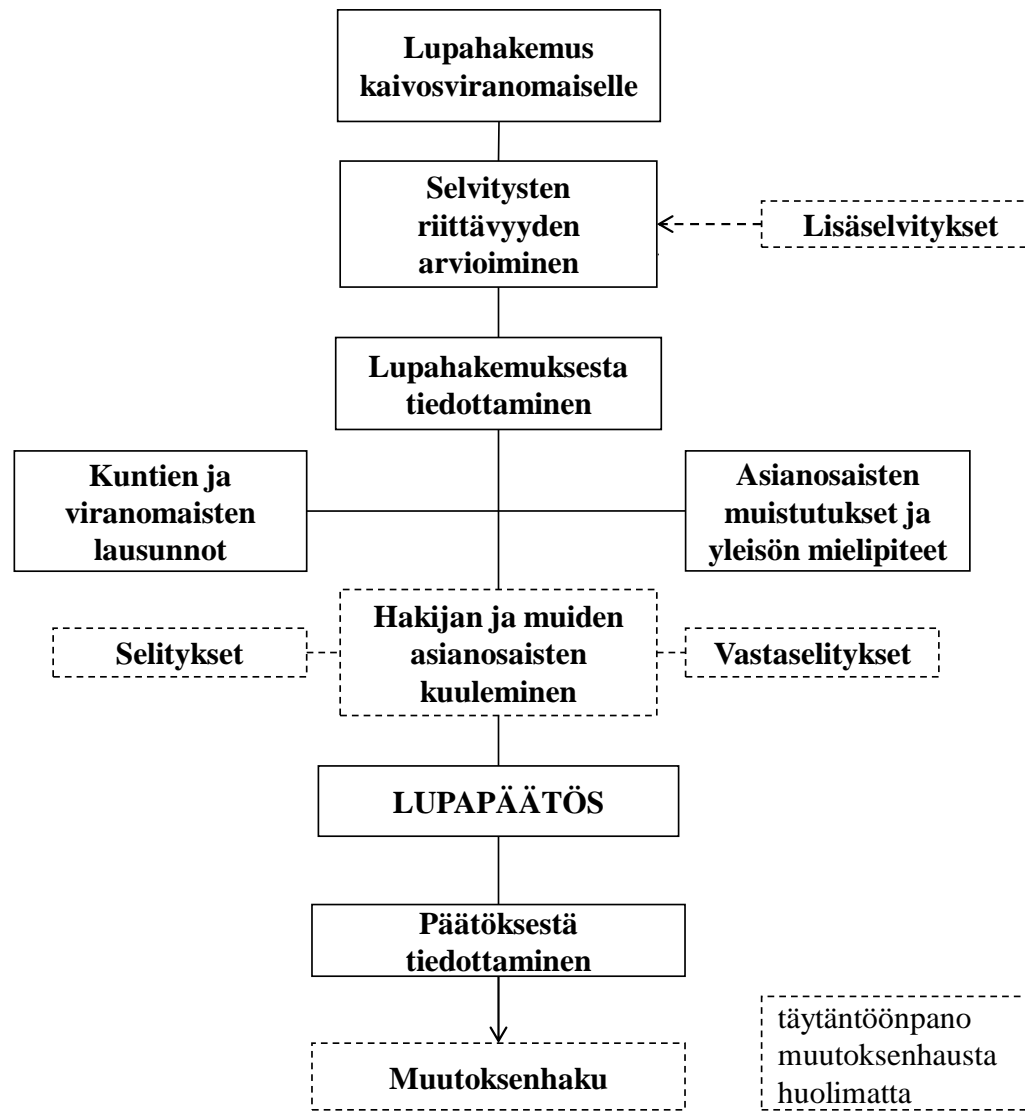 Lupahakemus
kaivosviranomaiselle
Selvitysten
riittävyyden
arvioiminen
Lisäselvitykset
Lupahakemuksesta
tiedottaminen
Kuntien ja
viranomaisten
lausunnot
Asianosaisten
muistutukset ja
yleisön mielipiteet
Selitykset
Hakijan ja muiden
asianosaisten
kuuleminen
Vastaselitykset
LUPAPÄÄTÖS
Päätöksestä
tiedottaminen
Muutoksenhaku
täytäntöönpano
muutoksenhausta
huolimatta